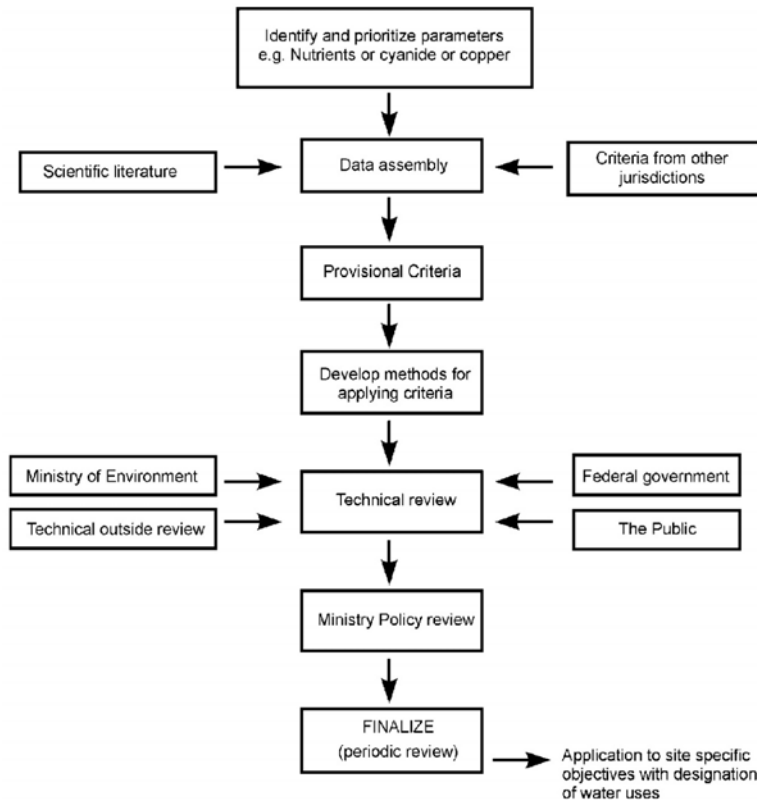 Identify and prioritize parameters
e.g. Nutrients or cyanide or copper
Scientific literature
Data assembly
Criteria from other
jurisdictions
Provisional Criteria
Develop methods for
applying criteria
Ministry of Environment
Technical outside review
Technical review
Federal government
The Public
Ministry Policy review
FINALIZE
(periodic review)
Application to site specific
objectives with designation
of water uses